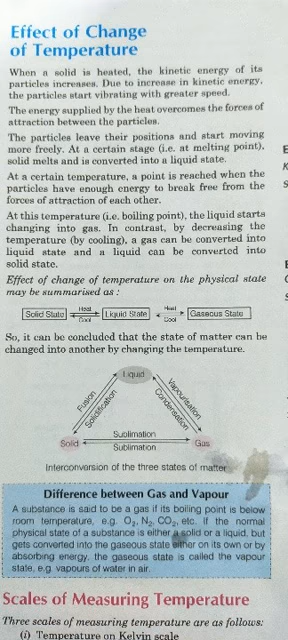 Effect of Change
of Temperature
When a solid is heated, the kinetic energy of its
particles increases. Due to increase in kinetic energy,
the particles start vibrating with greater speed.
The energy supplied by the heat overcomes the forces of
attraction between the particles.
The particles leave their positions and start moving
more freely. At a certain stage (i.e. at melting point),
solid melts and is converted into a liquid state.
At a certain temperature, a point is reached when the
particles have enough energy to break free from the
forces of attraction of each other.
At this temperature (i.e. boiling point), the liquid starts
changing into gas. In contrast, by decreasing the
temperature (by cooling), a gas can be converted into
liquid state and a liquid can be converted into
solid state.
Effect of change of temperature on the physical state
may be summarised as :
Solid State Heat Cool Liquid State Heat Cool Gaseous State
So, it can be concluded that the state of matter can be
changed into another by changing the temperature.
Liquid
Fusion
Solidification
Vapourisation
Condensation
Solid
Sublimation
Gas
Sublimation
Interconversion of the three states of matter
Difference between Gas and Vapour
A substance is said to be a gas if its boiling point is below
room temperature, e.g. O₂, N₂, CO₂, etc. If the normal
physical state of a substance is either a solid or a liquid, but
gets converted into the gaseous state either on its own or by
absorbing energy, the gaseous state is called the vapour
state, e.g. vapours of water in air.
Scales of Measuring Temperature
Three scales of measuring temperature are as follows:
(i) Temperature on Kelvin scale